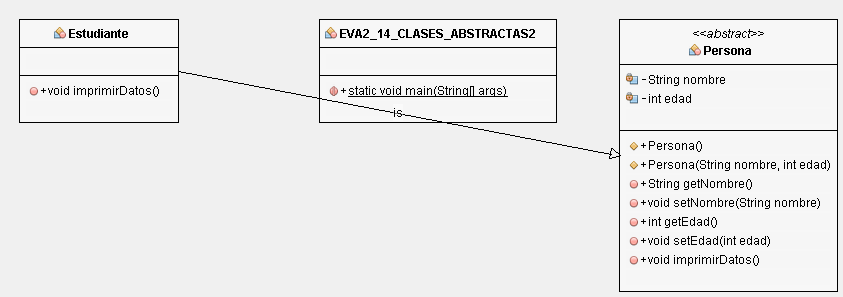 Estudiante
+void imprimirDatos()
EVA2_14_CLASES_ABSTRACTAS2
+static void main(String[] args)
is
<<abstract>>
Persona
-String nombre
-int edad
+Persona()
+Persona(String nombre, int edad)
+String getNombre()
+void setNombre(String nombre)
+int getEdad()
+void setEdad(int edad)
+void imprimirDatos()